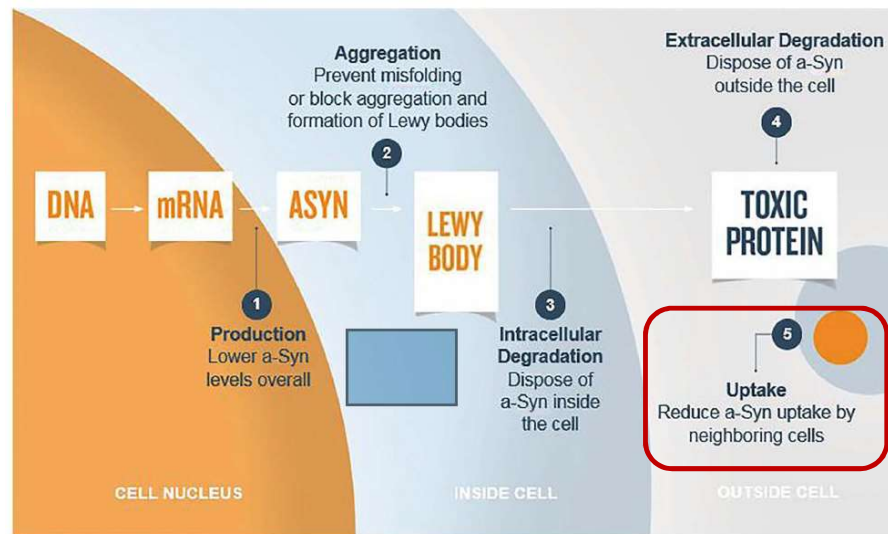 Aggregation
Prevent misfolding
or block aggregation and
formation of Lewy bodies
2
Extracellular Degradation
Dispose of a-Syn
outside the cell
4
DNA
mRNA
ASYN
LEWY
BODY
TOXIC
PROTEIN
1
Production
Lower a-Syn
levels overall
3
Intracellular
Degradation
Dispose of
a-Syn inside
the cell
5
Uptake
Reduce a-Syn uptake by
neighboring cells
CELL NUCLEUS
INSIDE CELL
OUTSIDE CELL